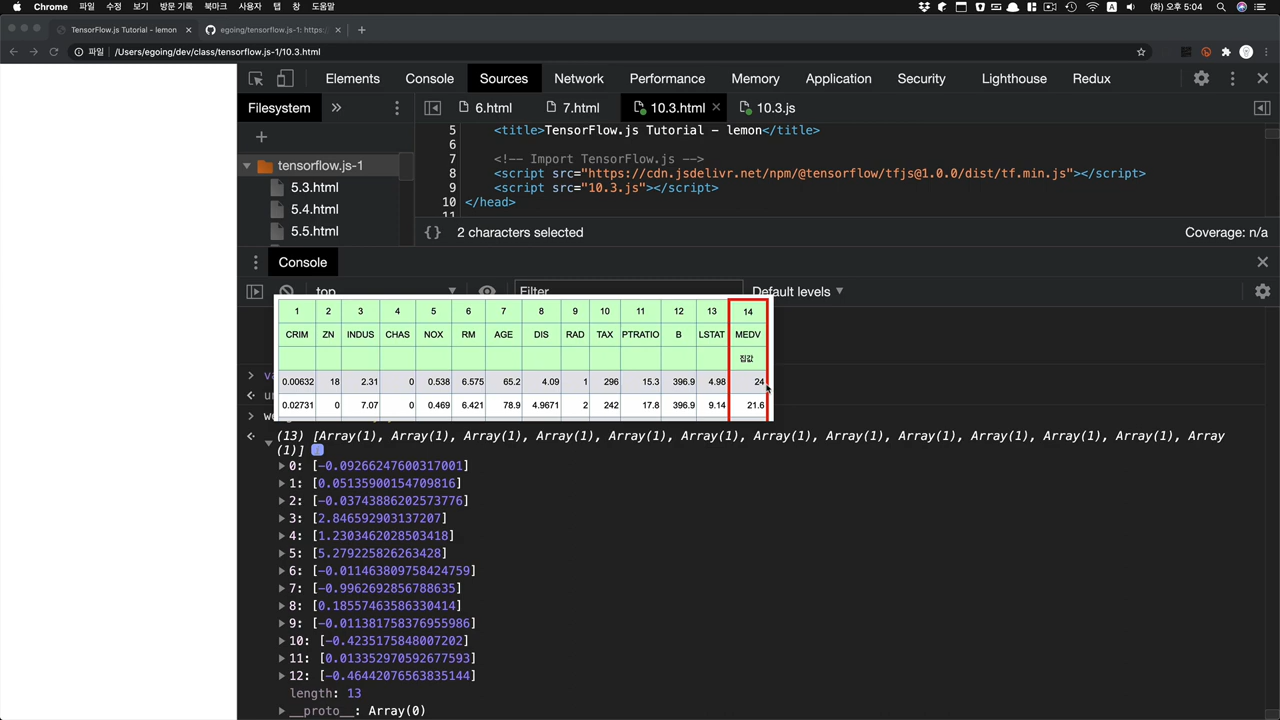 Chrome 파일 수정 보기 방문 기록 북마크 사용자 탭 창 도움말 (화) 오후 5:04
TensorFlow.js Tutorial - lemon × egoing/tensorflow.js-1: https:/ × +
파일 /Users/egoing/dev/class/tensorflow.js-1/10.3.html
Elements Console Sources Network Performance Memory Application Security Lighthouse Redux
Filesystem » 6.html 7.html 10.3.html × 10.3.js
+
tensorflow.js-1
5.3.html
5.4.html
5.5.html
5 <title>TensorFlow.js Tutorial - lemon</title>
6
7 <!-- Import TensorFlow.js -->
8 <script src="https://cdn.jsdelivr.net/npm/@tensorflow/tfjs@1.0.0/dist/tf.min.js"></script>
9 <script src="10.3.js"></script>
10 </head>
11
{} 2 characters selected Coverage: n/a
Console
top Filter Default levels ▼
1 2 3 4 5 6 7 8 9 10 11 12 13 14
CRIM ZN INDUS CHAS NOX RM AGE DIS RAD TAX PTRATIO B LSTAT MEDV
집값
0.00632 18 2.31 0 0.538 6.575 65.2 4.09 1 296 15.3 396.9 4.98 24
0.02731 0 7.07 0 0.469 6.421 78.9 4.9671 2 242 17.8 396.9 9.14 21.6
(13) [Array(1), Array(1), Array(1), Array(1), Array(1), Array(1), Array(1), Array(1), Array(1), Array(1), Array(1), Array(1), Array
(1)]
0: [-0.09266247600317001]
1: [0.05135900154709816]
2: [-0.03743886202573776]
3: [2.846592903137207]
4: [1.2303462028503418]
5: [5.279225826263428]
6: [-0.011463809758424759]
7: [-0.9962692856788635]
8: [0.18557463586330414]
9: [-0.011381758376955986]
10: [-0.4235175848007202]
11: [0.013352970592677593]
12: [-0.46442076563835144]
length: 13
__proto__: Array(0)